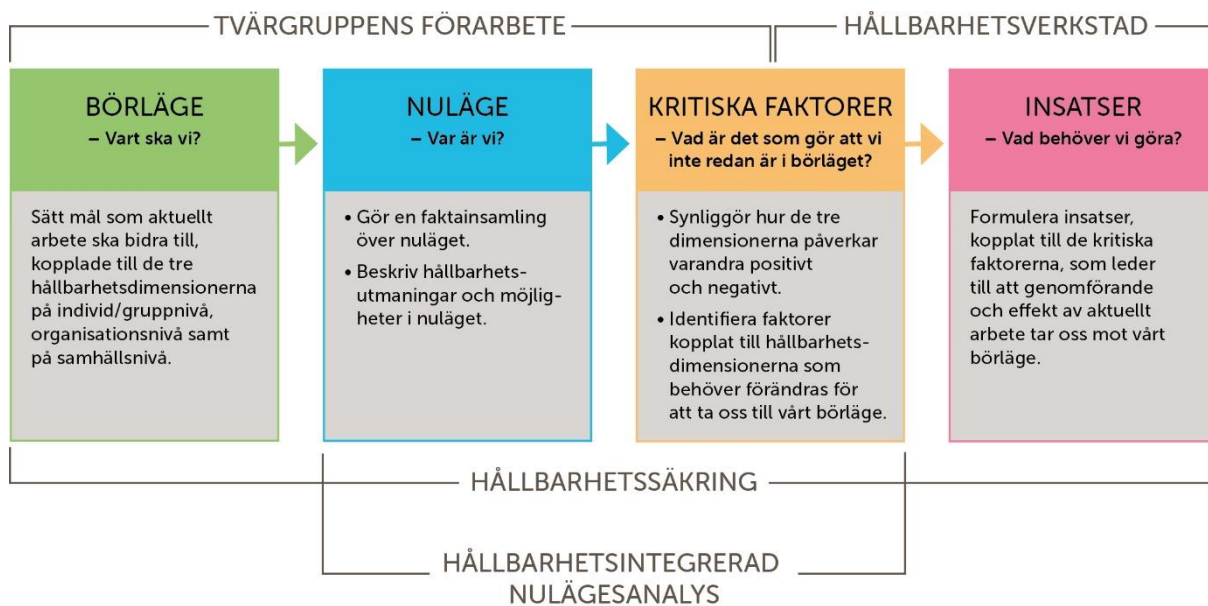 TVÄRGRUPPENS FÖRARBETE
HÅLLBARHETSVERKSTAD
BÖRLÄGE
– Vart ska vi?
Sätt mål som aktuellt
arbete ska bidra till,
kopplade till de tre
hållbarhetsdimensionerna
på individ/gruppnivå,
organisationsnivå samt
på samhällsnivå.
NULÄGE
– Var är vi?
• Gör en faktainsamling
över nuläget.
• Beskriv hållbarhets-
utmaningar och möjlig-
heter i nuläget.
KRITISKA FAKTORER
– Vad är det som gör att vi
inte redan är i börläget?
• Synliggör hur de tre
dimensionerna påverkar
varandra positivt
och negativt.
• Identifiera faktorer
kopplat till hållbarhets-
dimensionerna som
behöver förändras för
att ta oss till vårt börläge.
INSATSER
– Vad behöver vi göra?
Formulera insatser,
kopplat till de kritiska
faktorerna, som leder
till att genomförande
och effekt av aktuellt
arbete tar oss mot vårt
börläge.
HÅLLBARHETSSÄKRING
HÅLLBARHETSINTEGRERAD
NULÄGESANALYS